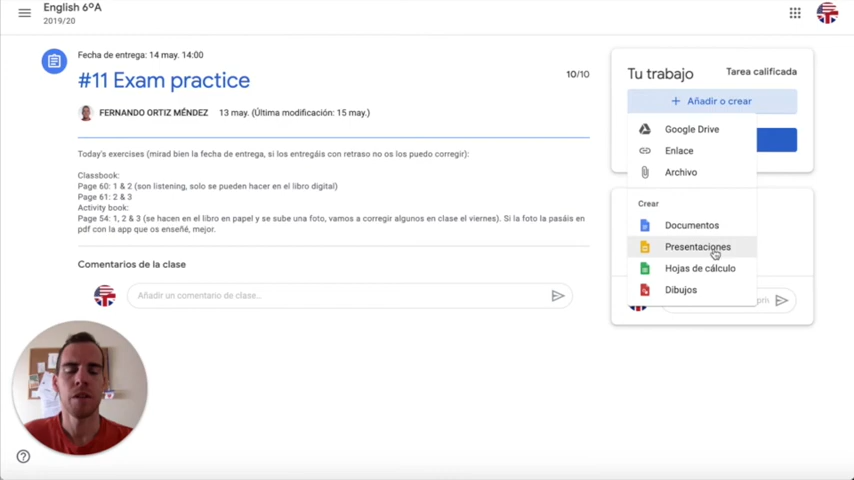 English 6ºA
2019/20
Fecha de entrega: 14 may. 14:00
#11 Exam practice
10/10
FERNANDO ORTIZ MÉNDEZ 13 may. (Última modificación: 15 may.)
Today's exercises (mirad bien la fecha de entrega, si los entregáis con retraso no os los puedo corregir):
Classbook:
Page 60: 1 & 2 (son listening, solo se pueden hacer en el libro digital)
Page 61: 2 & 3
Activity book:
Page 54: 1, 2 & 3 (se hacen en el libro en papel y se sube una foto, vamos a corregir algunos en clase el viernes). Si la foto la pasáis en
pdf con la app que os enseñé, mejor.
Comentarios de la clase
Añadir un comentario de clase...
Tu trabajo
Tarea calificada
+ Añadir o crear
Google Drive
Enlace
Archivo
Crear
Documentos
Presentaciones
Hojas de cálculo
Dibujos